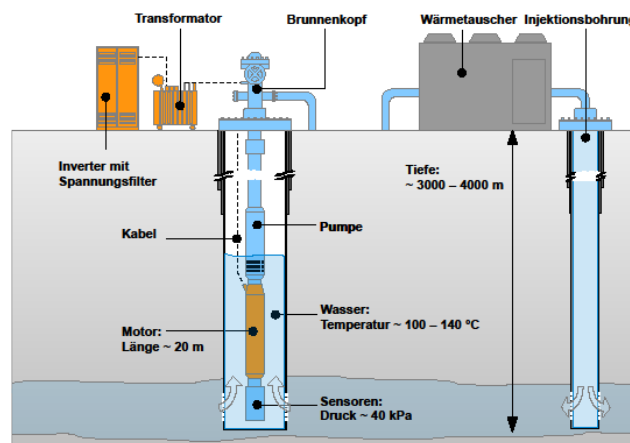 Transformator
Brunnenkopf
Wärmetauscher
Injektionsbohrung
Inverter mit
Spannungsfilter
Tiefe:
~ 3000 – 4000 m
Kabel
Pumpe
Wasser:
Temperatur ~ 100 – 140 °C
Motor:
Länge ~ 20 m
Sensoren:
Druck ~ 40 kPa